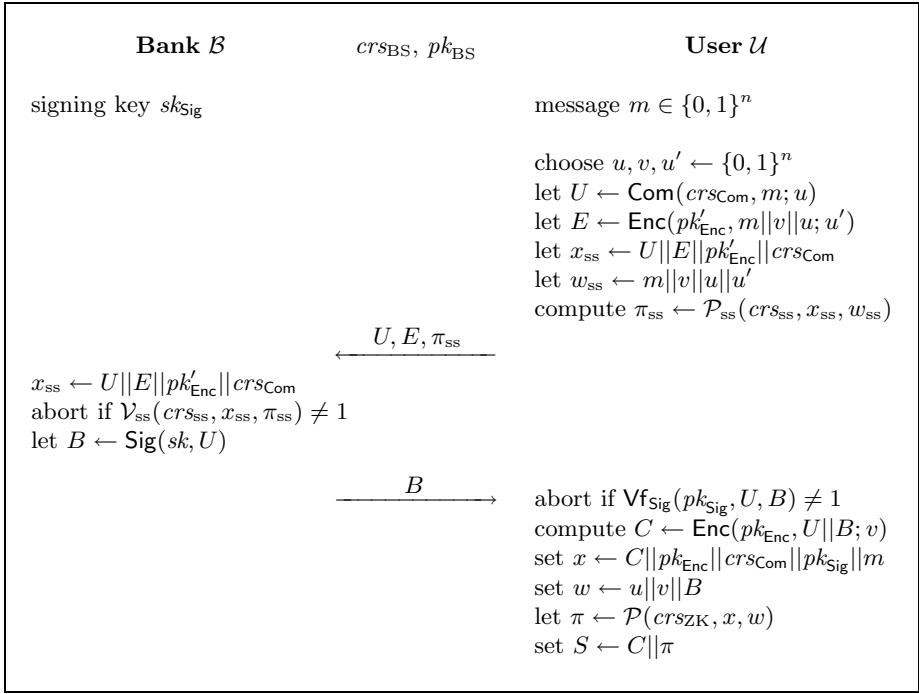 Bank 𝓑 crs_BS, pk_BS User 𝓤
signing key sk_Sig message m ∈ {0, 1}^n
choose u, v, u′ ← {0, 1}^n
let U ← Com(crs_Com, m; u)
let E ← Enc(pk′_Enc, m||v||u; u′)
let x_ss ← U||E||pk′_Enc||crs_Com
let w_ss ← m||v||u||u′
compute π_ss ← 𝒫_ss(crs_ss, x_ss, w_ss)
U, E, π_ss
x_ss ← U||E||pk′_Enc||crs_Com
abort if 𝒱_ss(crs_ss, x_ss, π_ss) ≠ 1
let B ← Sig(sk, U)
B
abort if Vf_Sig(pk_Sig, U, B) ≠ 1
compute C ← Enc(pk_Enc, U||B; v)
set x ← C||pk_Enc||crs_Com||pk_Sig||m
set w ← u||v||B
let π ← 𝒫(crs_ZK, x, w)
set S ← C||π